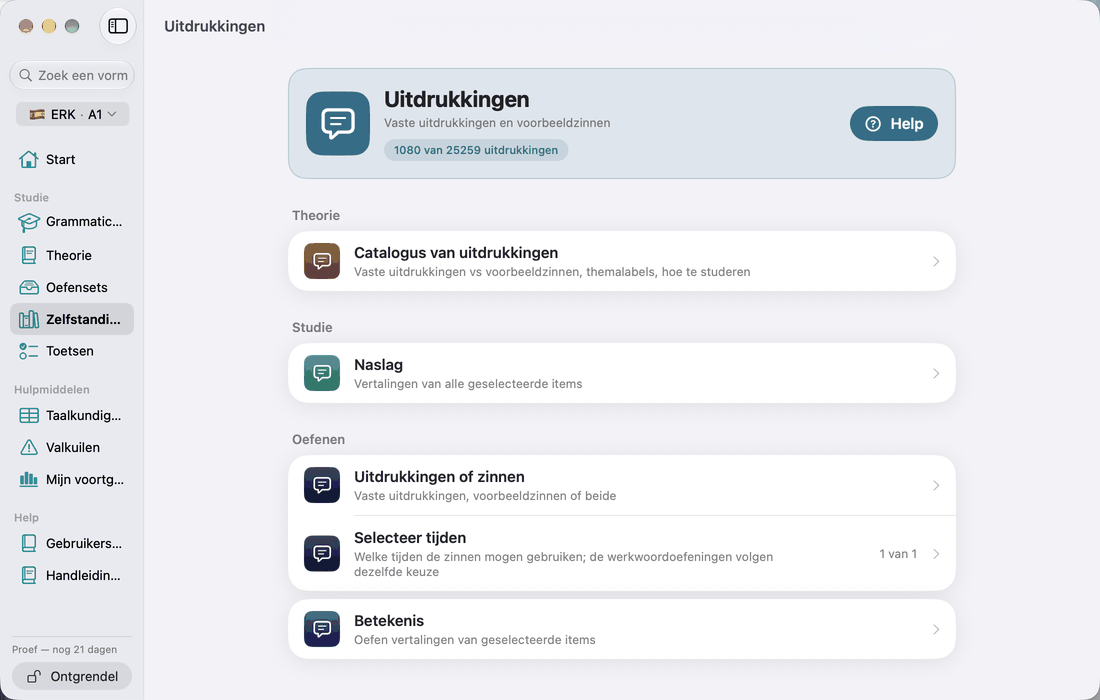 Uitdrukkingen
Zoek een vorm
ERK · A1
Start
Studie
Grammatic...
Theorie
Oefensets
Zelfstandi...
Toetsen
Hulpmiddelen
Taalkundig...
Valkuilen
Mijn voortg...
Help
Gebruikers...
Handleidin...
Proef — nog 21 dagen
Ontgrendel
Uitdrukkingen
Vaste uitdrukkingen en voorbeeldzinnen
1080 van 25259 uitdrukkingen
Help
Theorie
Catalogus van uitdrukkingen
Vaste uitdrukkingen vs voorbeeldzinnen, themalabels, hoe te studeren
Studie
Naslag
Vertalingen van alle geselecteerde items
Oefenen
Uitdrukkingen of zinnen
Vaste uitdrukkingen, voorbeeldzinnen of beide
Selecteer tijden
Welke tijden de zinnen mogen gebruiken; de werkwoordoefeningen volgen
dezelfde keuze
1 van 1
Betekenis
Oefen vertalingen van geselecteerde items